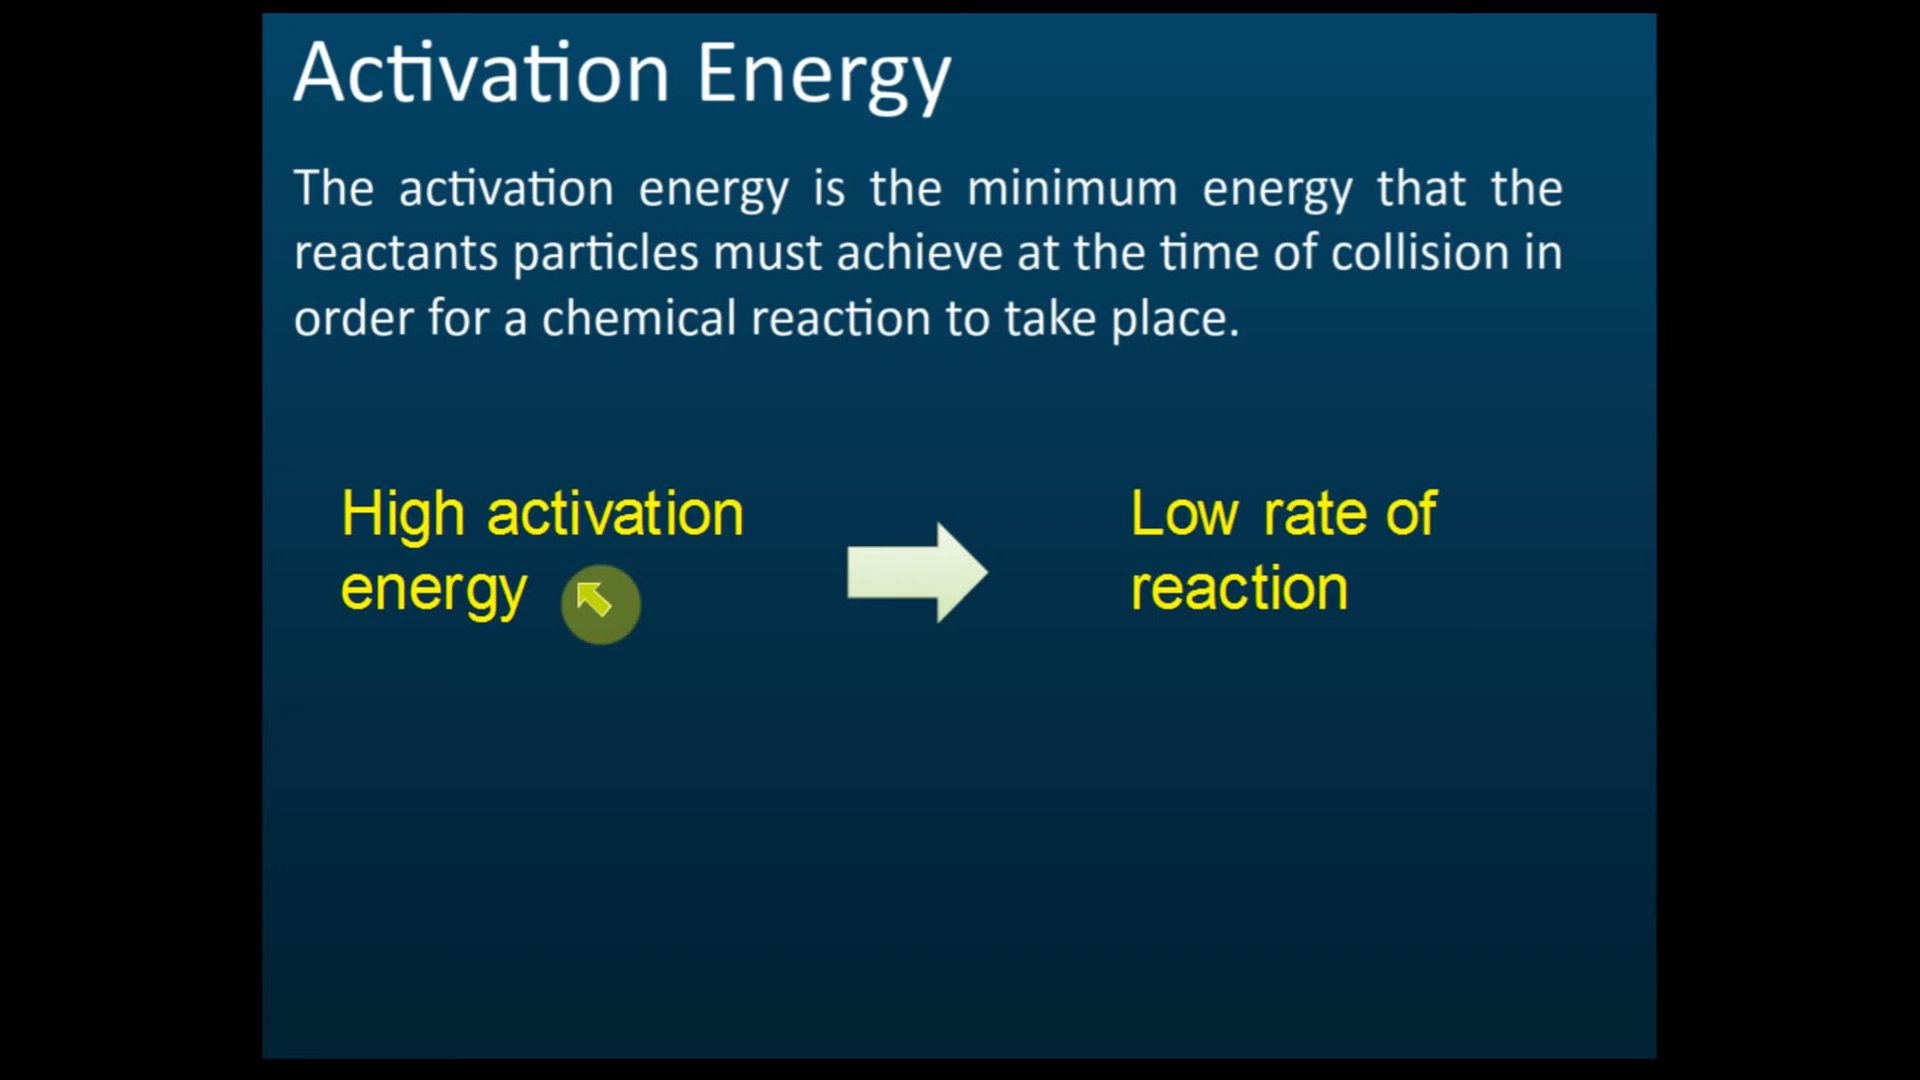 Activation Energy
The activation energy is the minimum energy that the
reactants particles must achieve at the time of collision in
order for a chemical reaction to take place.
High activation
energy
Low rate of
reaction